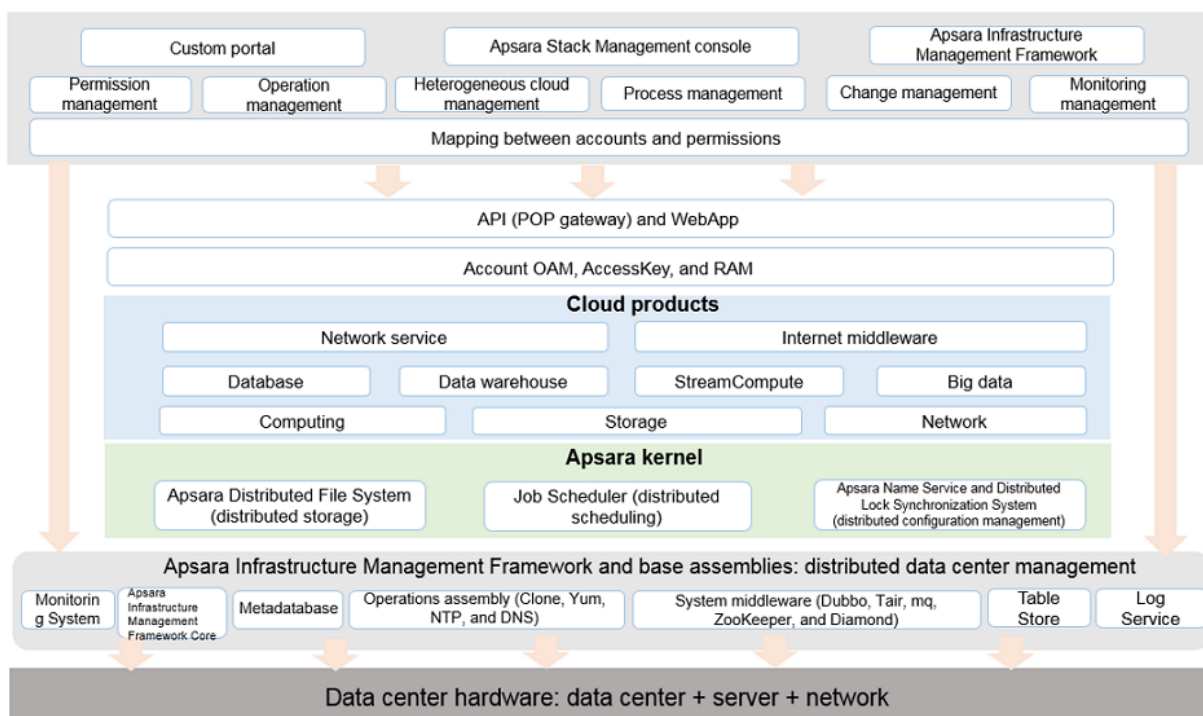 Custom portal
Apsara Stack Management console
Apsara Infrastructure
Management Framework
Permission
management
Operation
management
Heterogeneous cloud
management
Process management
Change management
Monitoring
management
Mapping between accounts and permissions
API (POP gateway) and WebApp
Account OAM, AccessKey, and RAM
Cloud products
Network service
Internet middleware
Database
Data warehouse
StreamCompute
Big data
Computing
Storage
Network
Apsara kernel
Apsara Distributed File System
(distributed storage)
Job Scheduler (distributed
scheduling)
Apsara Name Service and Distributed
Lock Synchronization System
(distributed configuration management)
Apsara Infrastructure Management Framework and base assemblies: distributed data center management
Monitorin
g System
Apsara
Infrastructure
Management
Framework Core
Metadatabase
Operations assembly (Clone, Yum,
NTP, and DNS)
System middleware (Dubbo, Tair, mq,
ZooKeeper, and Diamond)
Table
Store
Log
Service
Data center hardware: data center + server + network